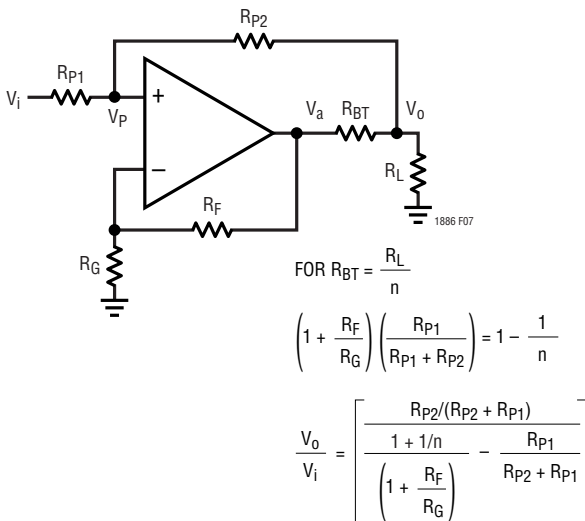 R_P2
R_P1
V_i
V_P
+
−
V_a
R_BT
V_o
R_L
R_F
R_G
1886 F07
FOR R_BT = R_L / n
(1 + R_F / R_G) (R_P1 / (R_P1 + R_P2)) = 1 − 1 / n
V_o / V_i = [ (R_P2/(R_P2 + R_P1)) / ((1 + 1/n) / (1 + R_F / R_G) − R_P1 / (R_P2 + R_P1)) ]